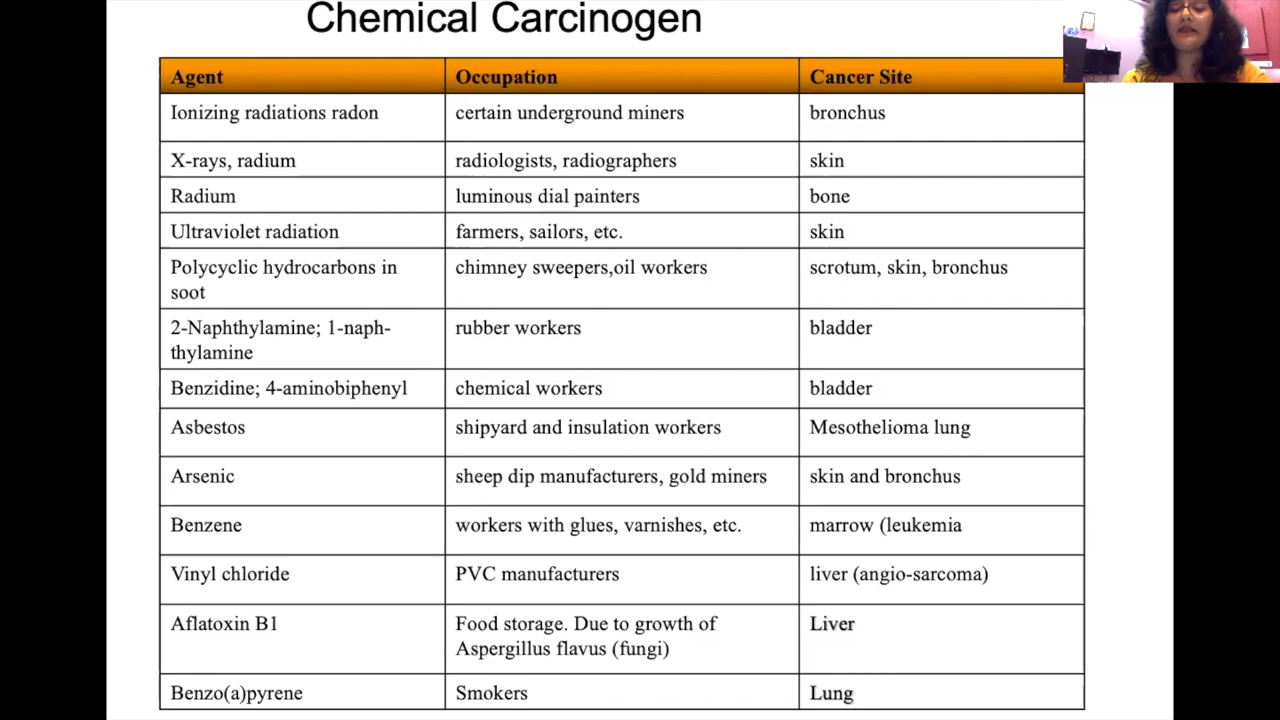 Chemical Carcinogen
Agent Occupation Cancer Site
Ionizing radiations radon certain underground miners bronchus
X-rays, radium radiologists, radiographers skin
Radium luminous dial painters bone
Ultraviolet radiation farmers, sailors, etc. skin
Polycyclic hydrocarbons in chimney sweepers,oil workers scrotum, skin, bronchus
soot
2-Naphthylamine; 1-naph- rubber workers bladder
thylamine
Benzidine; 4-aminobiphenyl chemical workers bladder
Asbestos shipyard and insulation workers Mesothelioma lung
Arsenic sheep dip manufacturers, gold miners skin and bronchus
Benzene workers with glues, varnishes, etc. marrow (leukemia
Vinyl chloride PVC manufacturers liver (angio-sarcoma)
Aflatoxin B1 Food storage. Due to growth of Liver
Aspergillus flavus (fungi)
Benzo(a)pyrene Smokers Lung